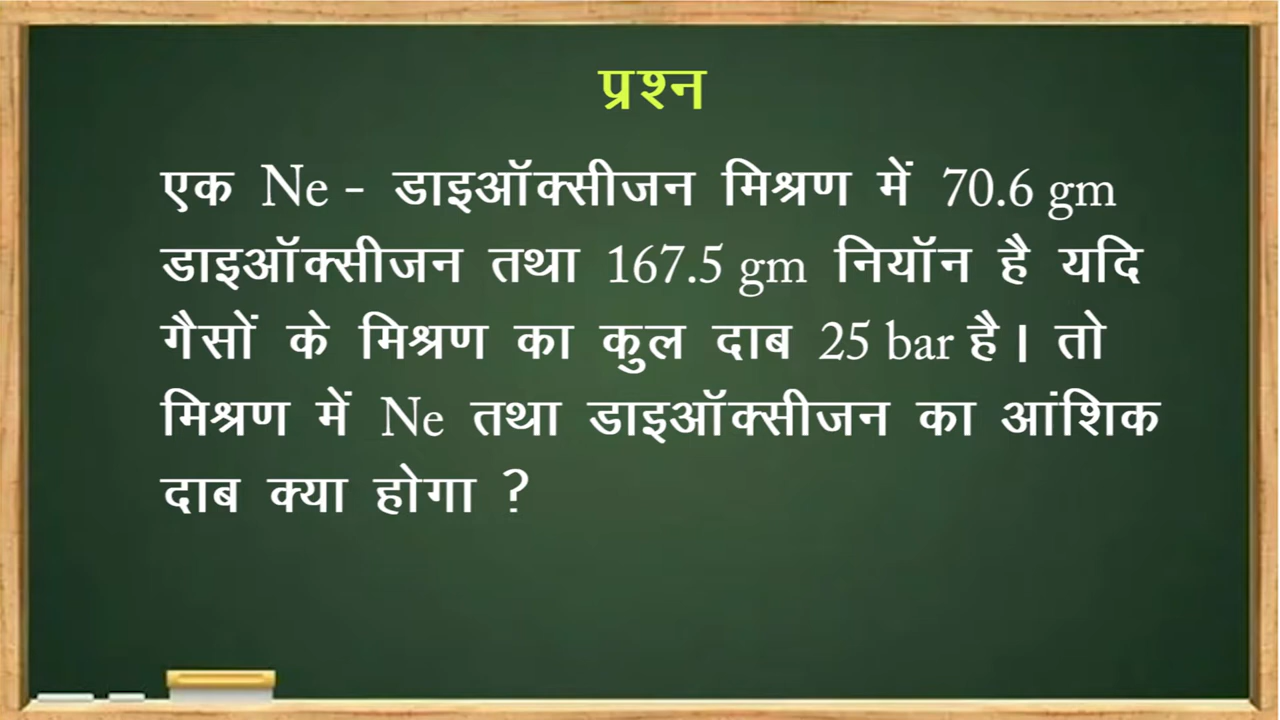 प्रश्न
एक Ne - डाइऑक्सीजन मिश्रण में 70.6 gm
डाइऑक्सीजन तथा 167.5 gm नियॉन है यदि
गैसों के मिश्रण का कुल दाब 25 bar है। तो
मिश्रण में Ne तथा डाइऑक्सीजन का आंशिक
दाब क्या होगा ?